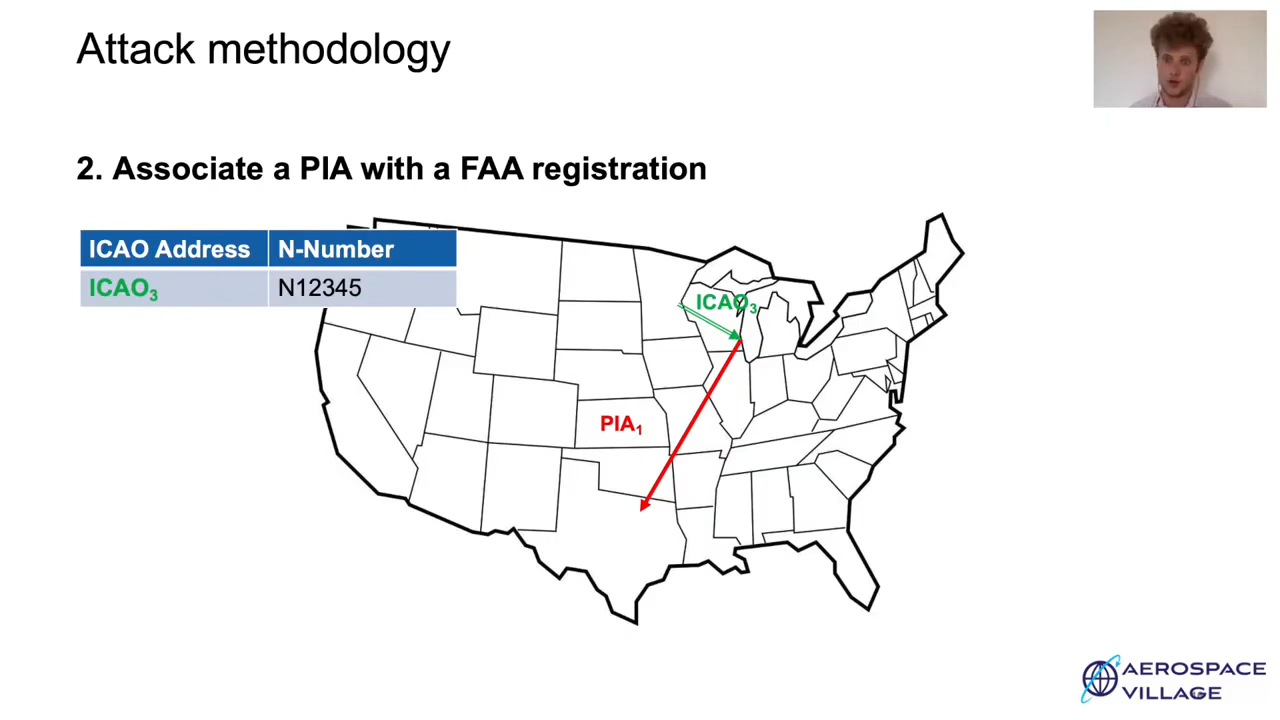 Attack methodology
2. Associate a PIA with a FAA registration
ICAO Address N-Number
ICAO₃ N12345
ICAO₃
PIA₁
AEROSPACE
VILLAGE